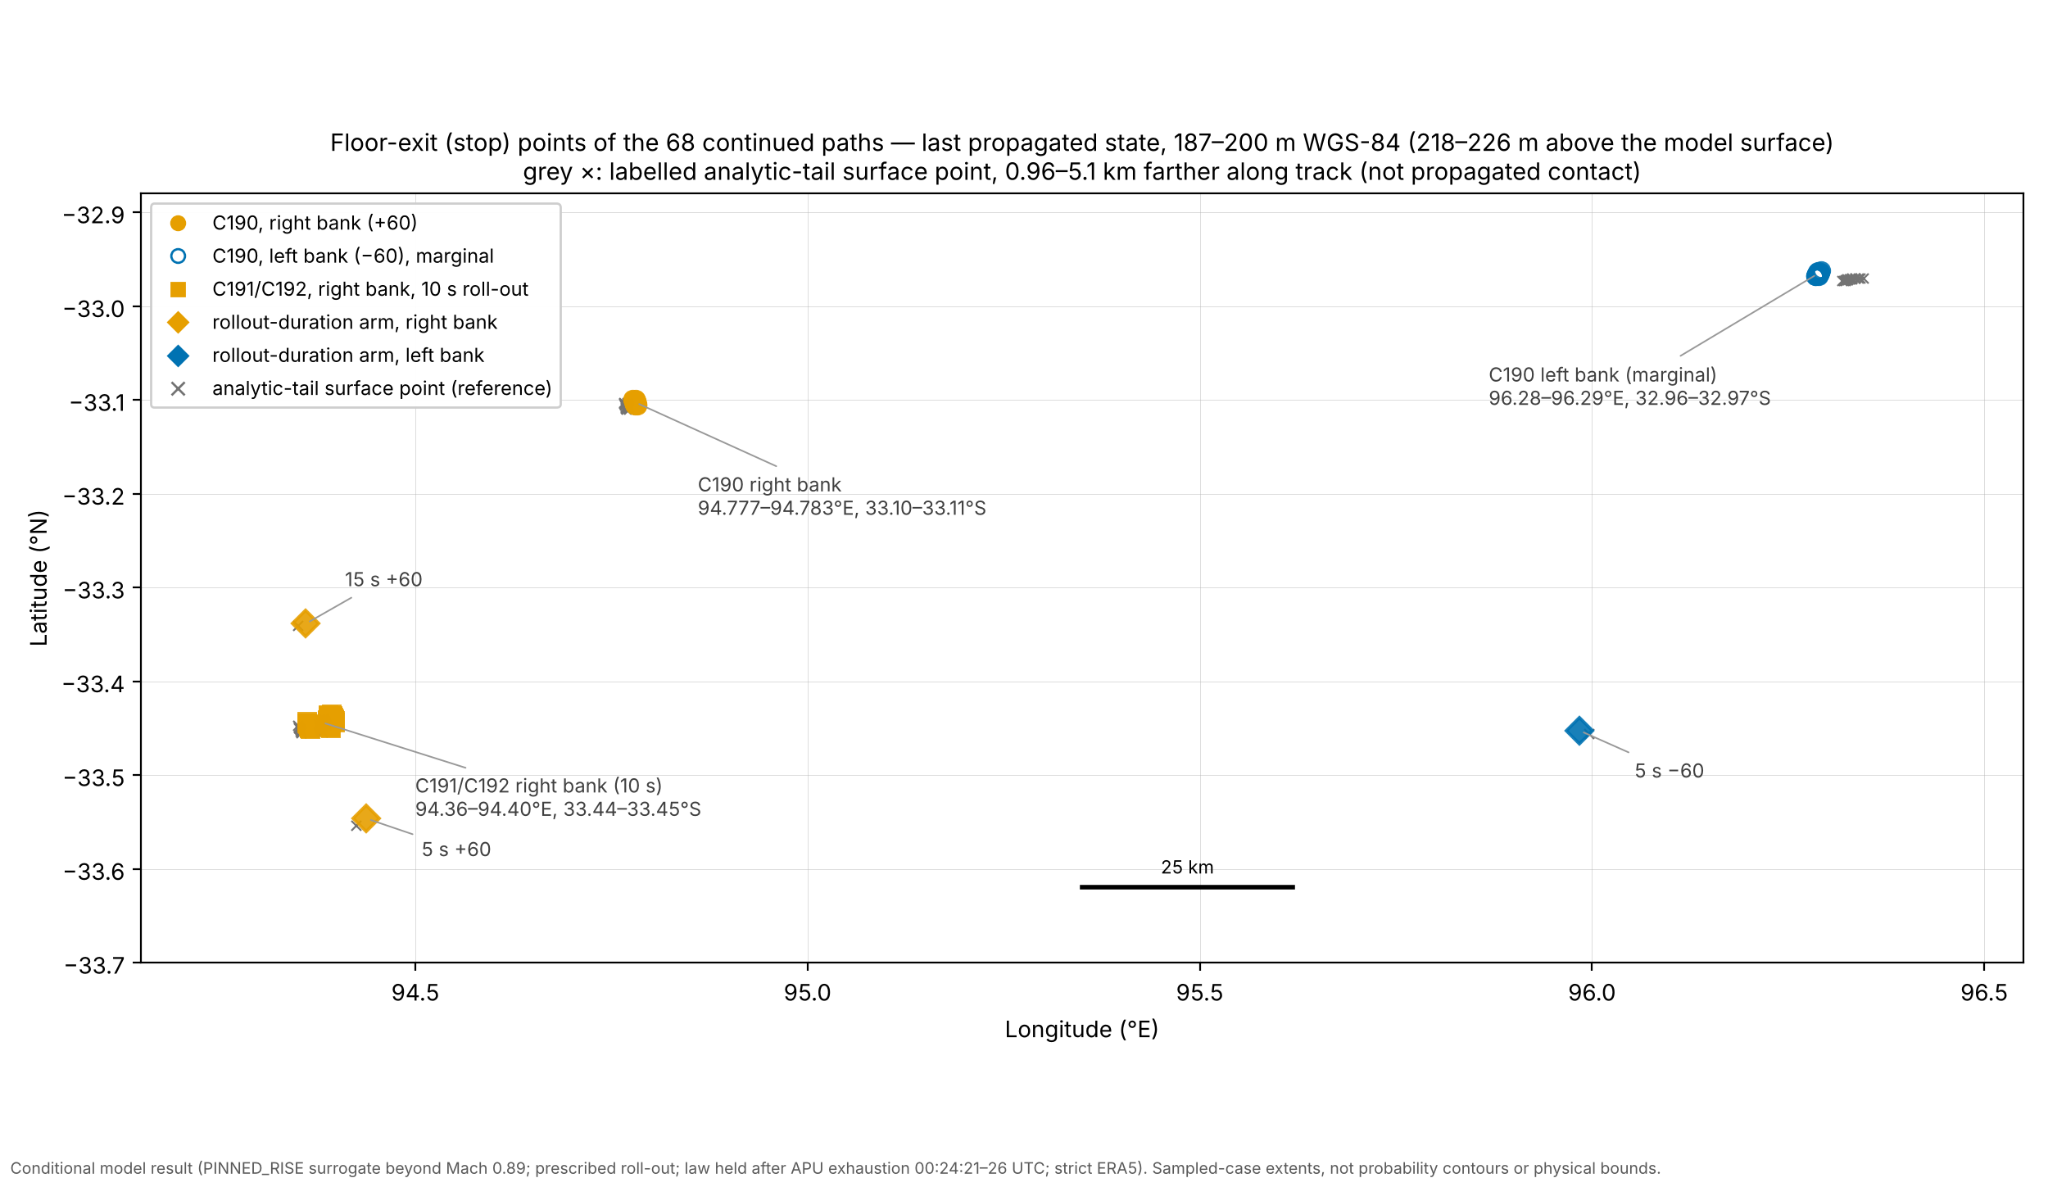 Floor-exit (stop) points of the 68 continued paths — last propagated state, 187–200 m WGS-84 (218–226 m above the model surface)
grey ×: labelled analytic-tail surface point, 0.96–5.1 km farther along track (not propagated contact)
C190, right bank (+60)
C190, left bank (−60), marginal
C191/C192, right bank, 10 s roll-out
rollout-duration arm, right bank
rollout-duration arm, left bank
analytic-tail surface point (reference)
−32.9
−33.0
−33.1
−33.2
−33.3
−33.4
−33.5
−33.6
−33.7
Latitude (°N)
C190 left bank (marginal)
96.28–96.29°E, 32.96–32.97°S
C190 right bank
94.777–94.783°E, 33.10–33.11°S
15 s +60
C191/C192 right bank (10 s)
94.36–94.40°E, 33.44–33.45°S
5 s −60
5 s +60
25 km
94.5
95.0
95.5
96.0
96.5
Longitude (°E)
Conditional model result (PINNED_RISE surrogate beyond Mach 0.89; prescribed roll-out; law held after APU exhaustion 00:24:21–26 UTC; strict ERA5). Sampled-case extents, not probability contours or physical bounds.